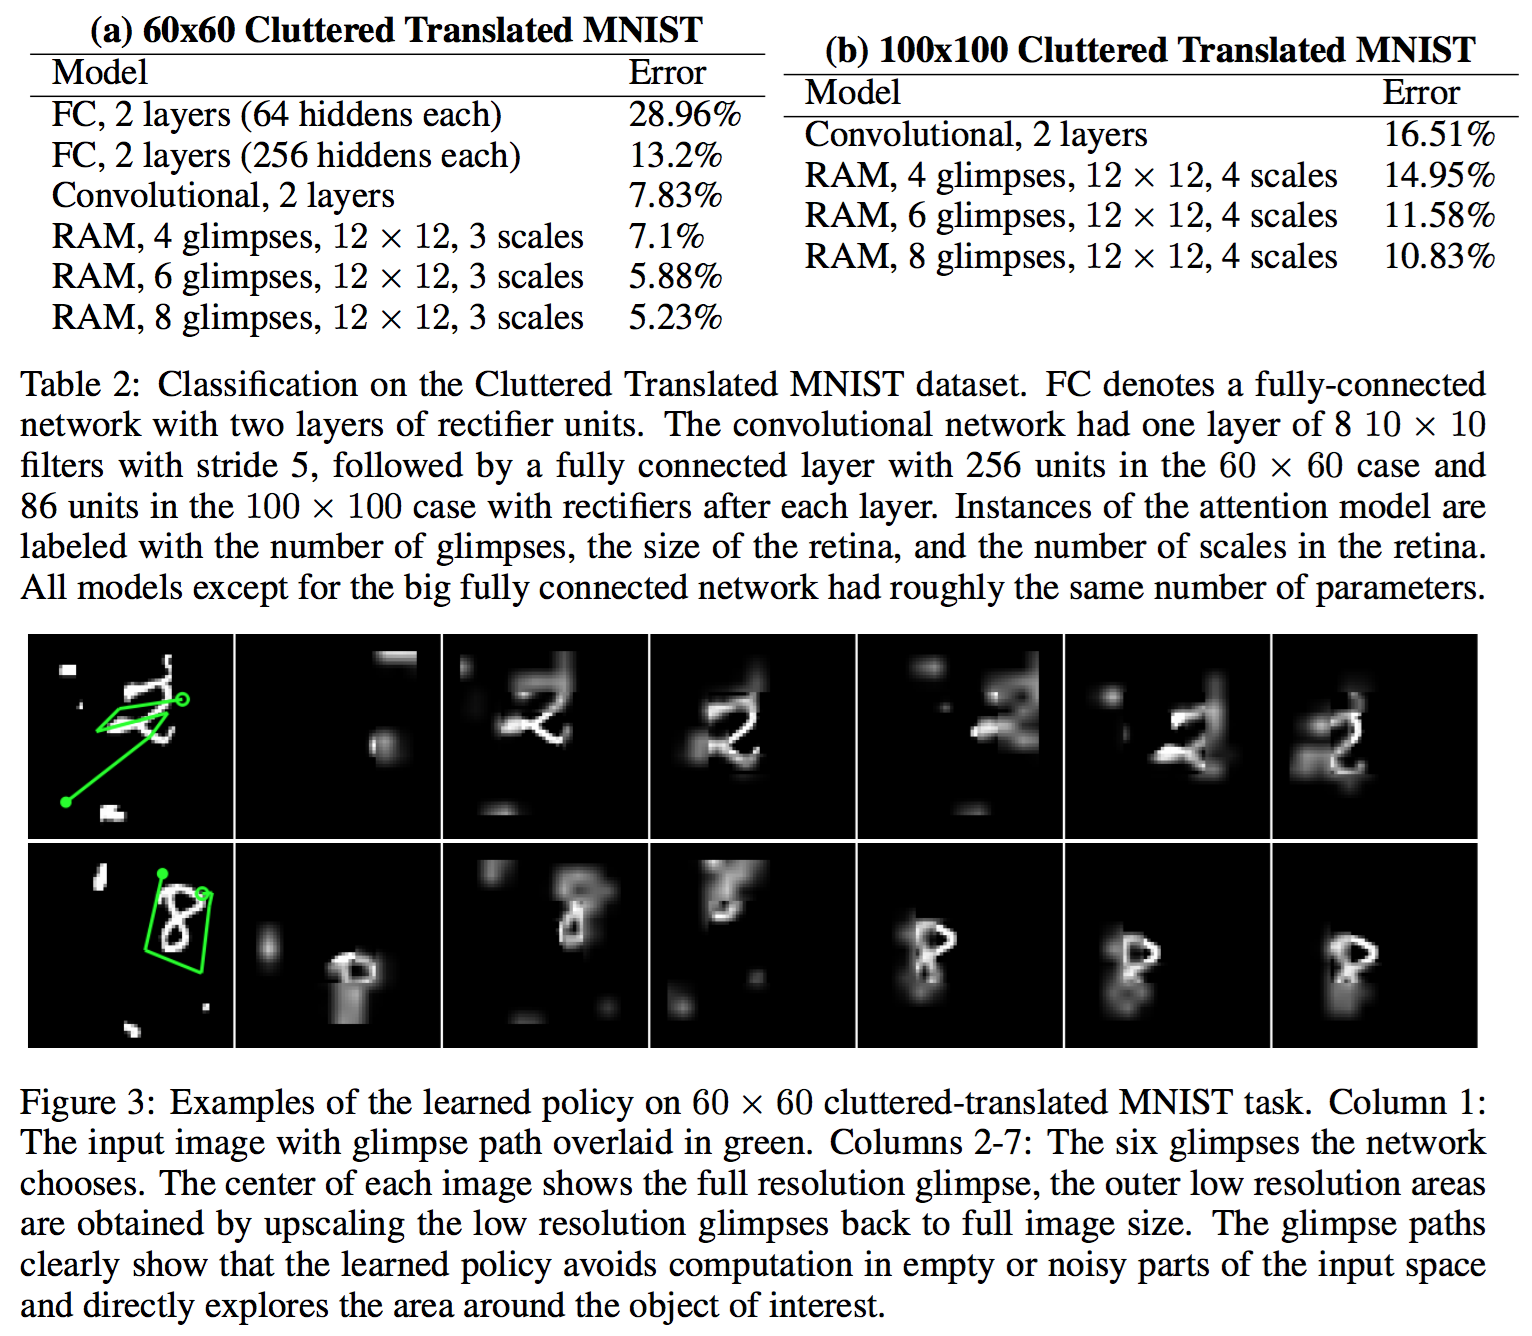 (a) 60x60 Cluttered Translated MNIST
Model Error
FC, 2 layers (64 hiddens each) 28.96%
FC, 2 layers (256 hiddens each) 13.2%
Convolutional, 2 layers 7.83%
RAM, 4 glimpses, 12 × 12, 3 scales 7.1%
RAM, 6 glimpses, 12 × 12, 3 scales 5.88%
RAM, 8 glimpses, 12 × 12, 3 scales 5.23%
(b) 100x100 Cluttered Translated MNIST
Model Error
Convolutional, 2 layers 16.51%
RAM, 4 glimpses, 12 × 12, 4 scales 14.95%
RAM, 6 glimpses, 12 × 12, 4 scales 11.58%
RAM, 8 glimpses, 12 × 12, 4 scales 10.83%
Table 2: Classification on the Cluttered Translated MNIST dataset. FC denotes a fully-connected
network with two layers of rectifier units. The convolutional network had one layer of 8 10 × 10
filters with stride 5, followed by a fully connected layer with 256 units in the 60 × 60 case and
86 units in the 100 × 100 case with rectifiers after each layer. Instances of the attention model are
labeled with the number of glimpses, the size of the retina, and the number of scales in the retina.
All models except for the big fully connected network had roughly the same number of parameters.
2
8
Figure 3: Examples of the learned policy on 60 × 60 cluttered-translated MNIST task. Column 1:
The input image with glimpse path overlaid in green. Columns 2-7: The six glimpses the network
chooses. The center of each image shows the full resolution glimpse, the outer low resolution areas
are obtained by upscaling the low resolution glimpses back to full image size. The glimpse paths
clearly show that the learned policy avoids computation in empty or noisy parts of the input space
and directly explores the area around the object of interest.